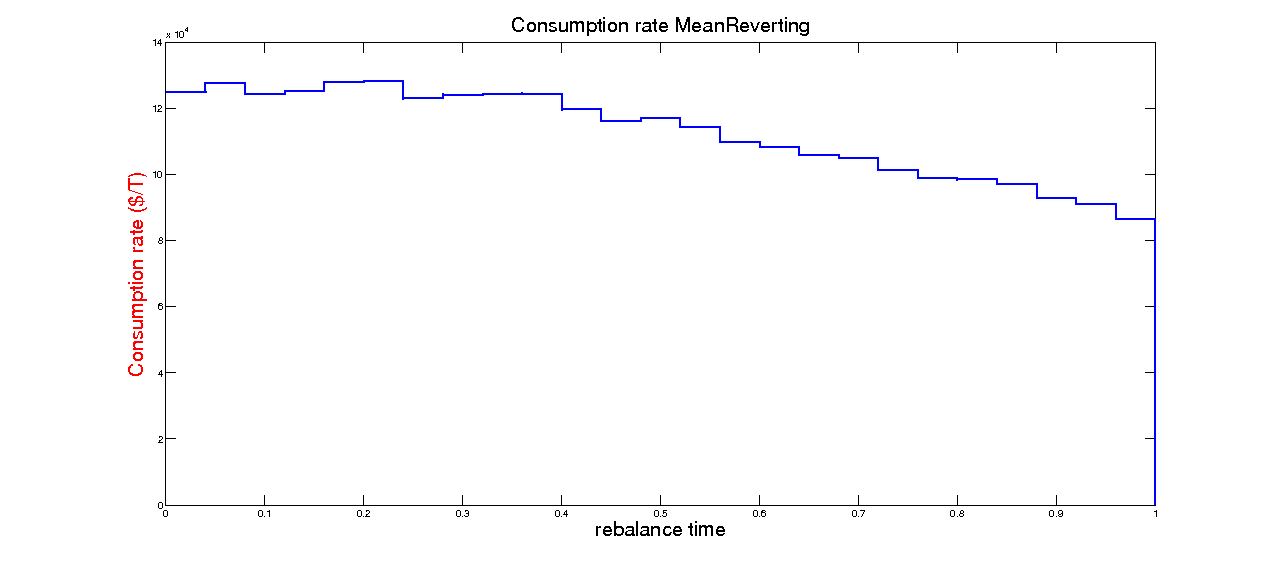 Consumption rate MeanReverting
x 10^4
14
12
10
8
6
4
2
0
Consumption rate ($/T)
0 0.1 0.2 0.3 0.4 0.5 0.6 0.7 0.8 0.9 1
rebalance time